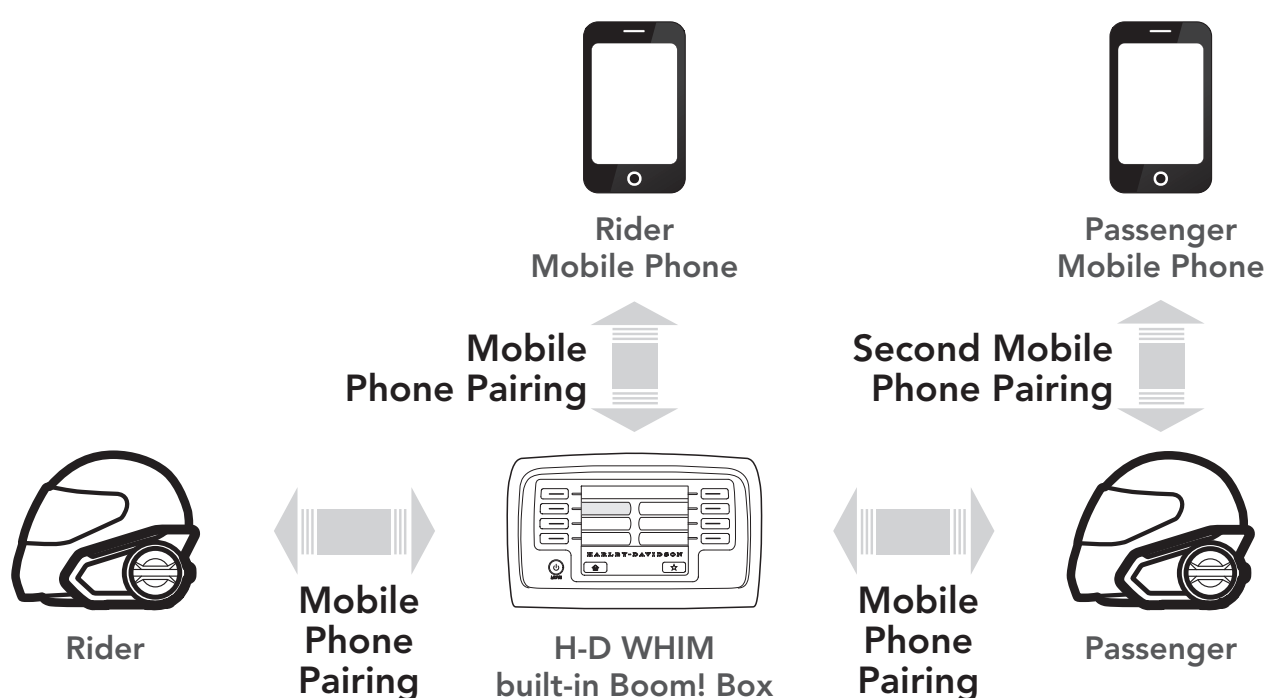 Rider
Mobile Phone
Passenger
Mobile Phone
Mobile
Phone Pairing
Second Mobile
Phone Pairing
HARLEY-DAVIDSON
Mobile
Phone
Pairing
Mobile
Phone
Pairing
Rider
H-D WHIM
built-in Boom! Box
Passenger